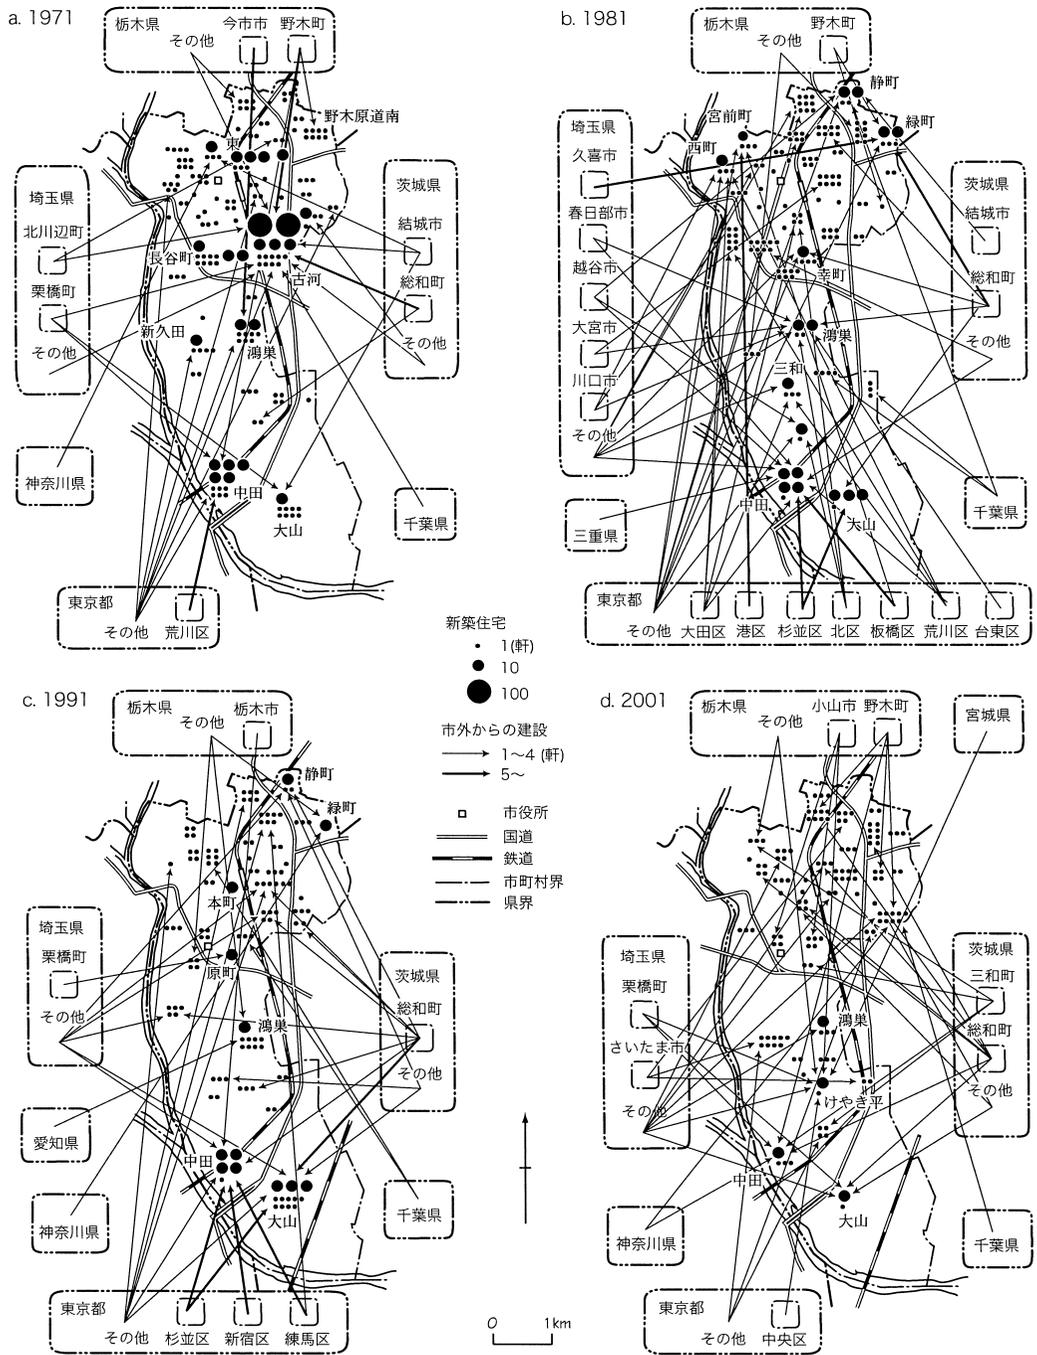 a. 1971
栃木県
今市市
野木町
その他
野木原道南
東
埼玉県
茨城県
北川辺町
結城市
長谷町
栗橋町
古河
総和町
新久田
その他
鴻巣
その他
神奈川県
中田
千葉県
大山
東京都
その他
荒川区
b. 1981
栃木県
野木町
その他
静町
宮前町
緑町
埼玉県
久喜市
西町
茨城県
春日部市
結城市
越谷市
幸町
総和町
大宮市
鴻巣
その他
川口市
三和
その他
中田
大山
三重県
千葉県
東京都
その他
大田区
港区
杉並区
北区
板橋区
荒川区
台東区
新築住宅
1(軒)
10
100
市外からの建設
1〜4 (軒)
5〜
市役所
国道
鉄道
市町村界
県界
c. 1991
栃木県
栃木市
その他
静町
緑町
本町
埼玉県
栗橋町
原町
茨城県
総和町
その他
鴻巣
その他
愛知県
中田
大山
神奈川県
千葉県
東京都
その他
杉並区
新宿区
練馬区
0 1km
d. 2001
栃木県
小山市
野木町
宮城県
その他
埼玉県
茨城県
栗橋町
三和町
鴻巣
総和町
さいたま市
その他
けやき平
その他
中田
大山
神奈川県
千葉県
東京都
その他
中央区